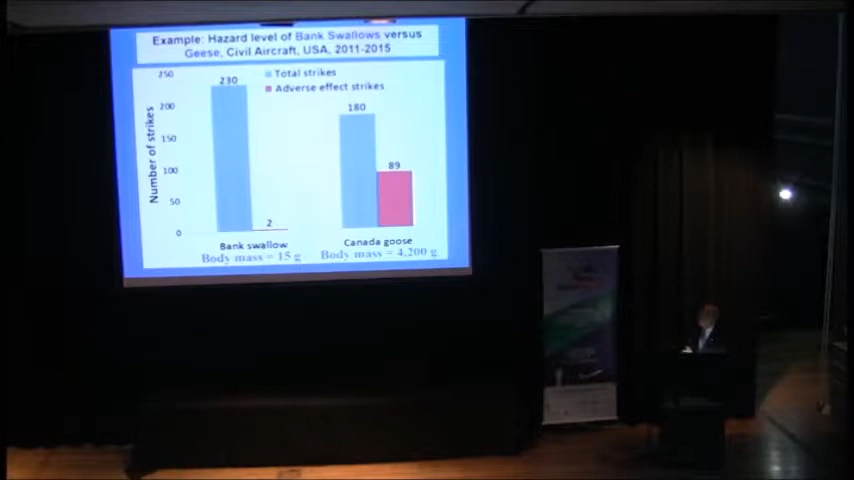 Example: Hazard level of Bank Swallows versus
Geese, Civil Aircraft, USA, 2011-2015
Total strikes
Adverse effect strikes
Number of strikes
250
200
150
100
50
0
230
2
180
89
Bank swallow
Body mass = 15 g
Canada goose
Body mass = 4,200 g